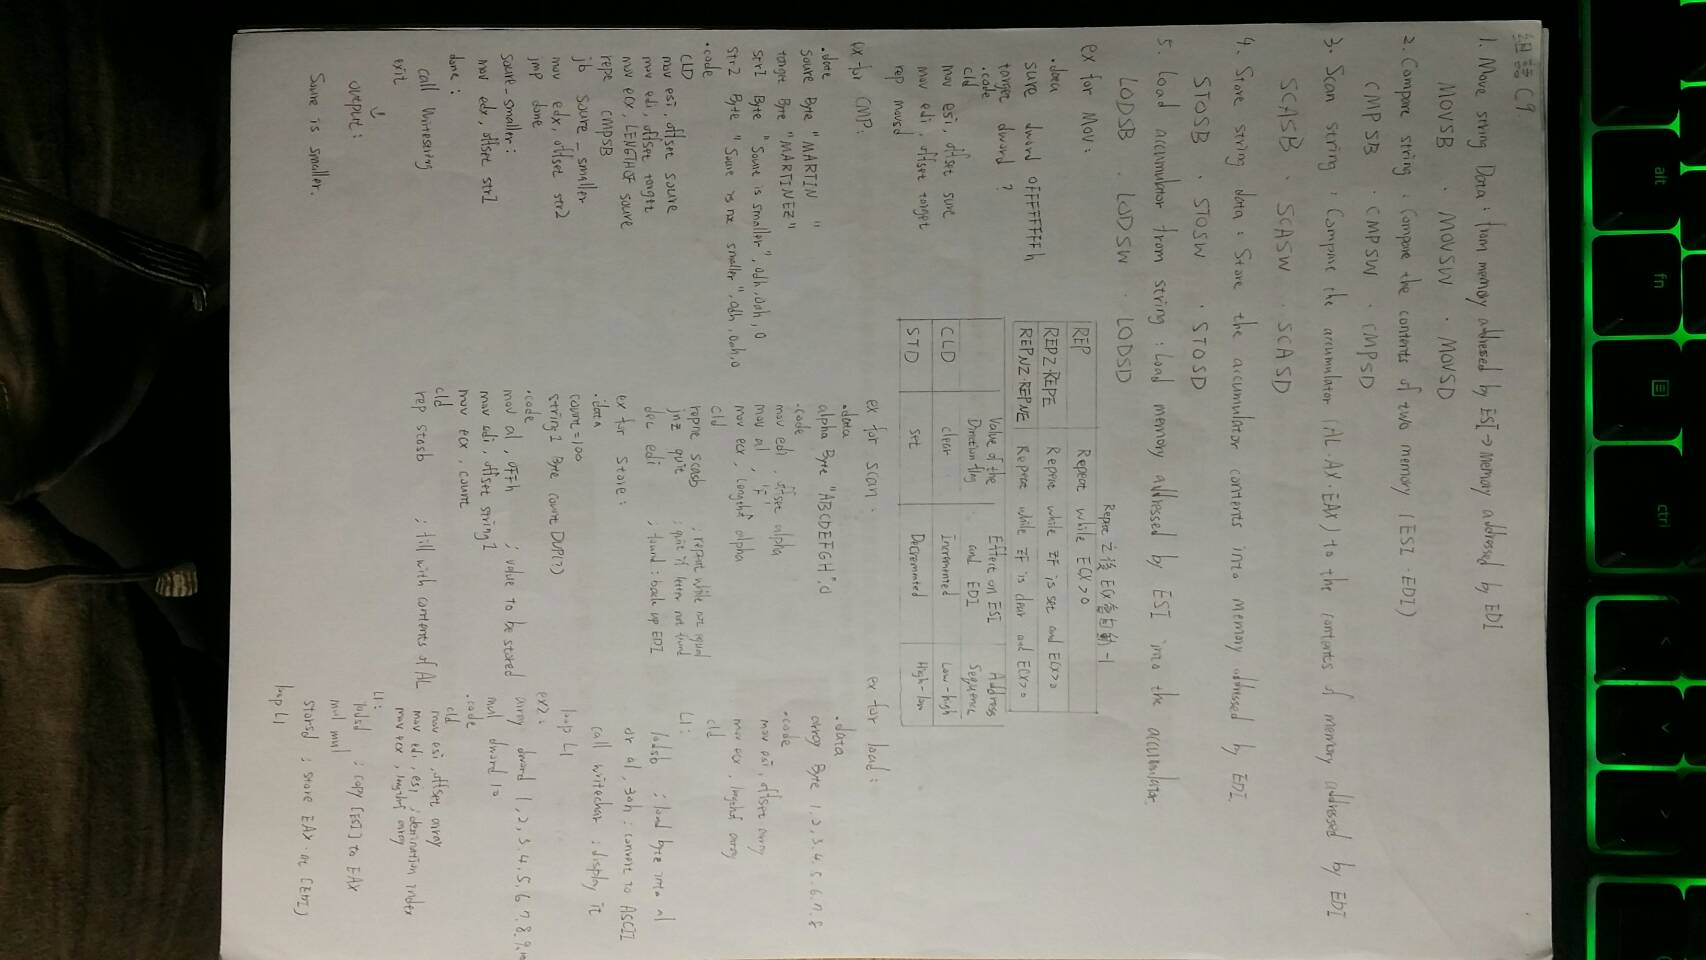 組語 C9
1. Move string Data : from memory addressed by ESI → memory addressed by EDI
MOVSB · MOVSW · MOVSD
2. Compare string : Compare the contents of two memory (ESI · EDI)
CMPSB · CMPSW · CMPSD
3. Scan string : Compare the accumulator (AL · AX · EAX) to the contents of memory addressed by EDI
SCASB · SCASW · SCASD
4. Store string data : Store the accumulator contents into memory addressed by EDI.
STOSB · STOSW · STOSD
5. Load accumulator from string : Load memory addressed by ESI into the accumulator.
LODSB · LODSW · LODSD
Repeat 之後 ECX會自動 -1
REP Repeat while ECX>0
REPZ·REPE Repeat while ZF is set and ECX>0
REPNZ·REPNE Repeat while ZF is clear and ECX>0
Value of the Direction flag Effect on ESI and EDI Address Sequence
CLD clear incremented Low-high
STD set Decremented High-low
ex for MOV :
.data
surce dword 0FFFFFFFFh
target dword ?
.code
cld
mov esi, offset surce
mov edi, offset target
rep movsd
ex for CMP :
.data
soure Byte "MARTIN "
target Byte "MARTINEZ"
str1 Byte "Soure is smaller", 0dh, 0ah, 0
str2 Byte "Soure is not smaller", 0dh, 0ah, 0
.code
CLD
mov esi, offset soure
mov edi, offset target
mov ecx, LENGTHOF soure
repe CMPSB
jb soure_smaller
mov edx, offset str2
jmp done
soure_smaller :
mov edx, offset str1
done :
call Writestring
exit
output :
Soure is smaller.
ex for scan :
.data
alpha Byte "ABCDEFGH",0
.code
mov edi, offset alpha
mov al, 'F'
mov ecx, lengthof alpha
cld
repne scasb ; repeat while not equal
jnz quit ; quit if letter not found
dec edi ; found : back up EDI
ex for store :
.data
count = 100
string1 Byte count DUP(?)
.code
mov al, 0FFh ; value to be stored
mov edi, offset string1
mov ecx, count
cld
rep stosb ; fill with contents of AL
ex for load :
.data
array Byte 1,2,3,4,5,6,7,8
.code
mov esi, offset array
mov ecx, lengthof array
cld
L1:
lodsb ; load byte into al
or al, 30h ; convert to ASCII
call writechar ; display it
loop L1
ex2 :
array dword 1,2,3,4,5,6,7,8,9,10
mul dword 10
.code
cld
mov esi, offset array
mov edi, esi ; destination index
mov ecx, lengthof array
L1:
lodsd ; copy [ESI] to EAX
mul mul
stosd ; store EAX at [EDI]
loop L1
alt
fn
ctrl
<
^
>